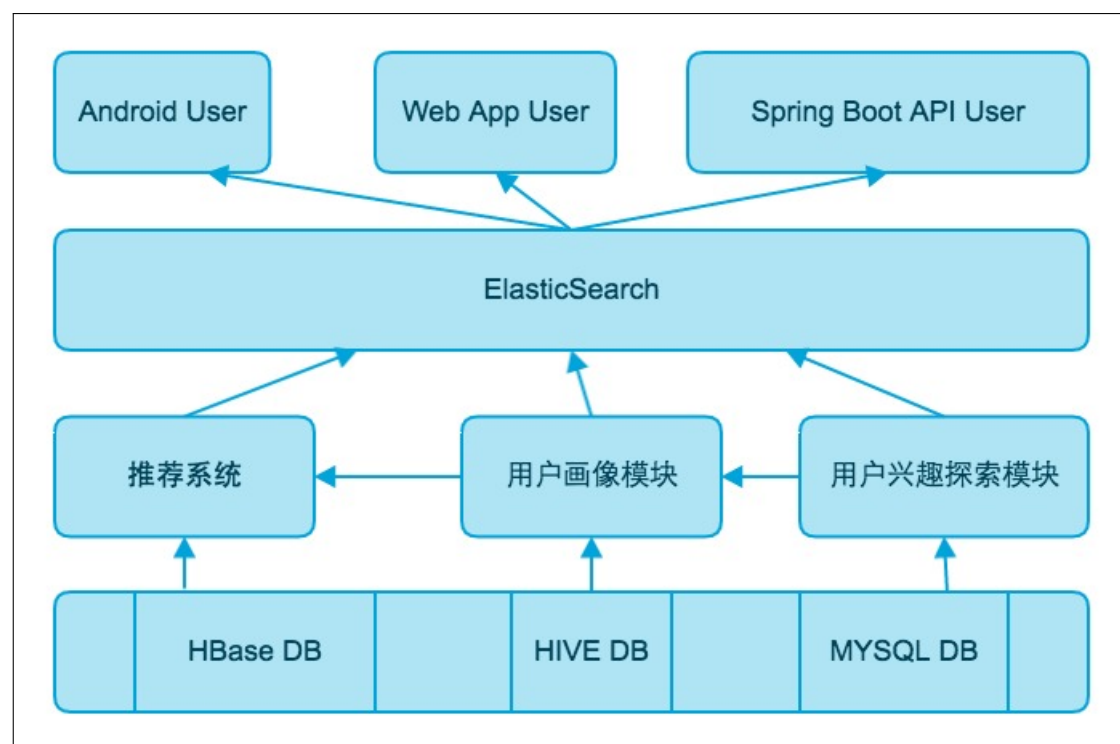 Android User
Web App User
Spring Boot API User
ElasticSearch
推荐系统
用户画像模块
用户兴趣探索模块
HBase DB
HIVE DB
MYSQL DB